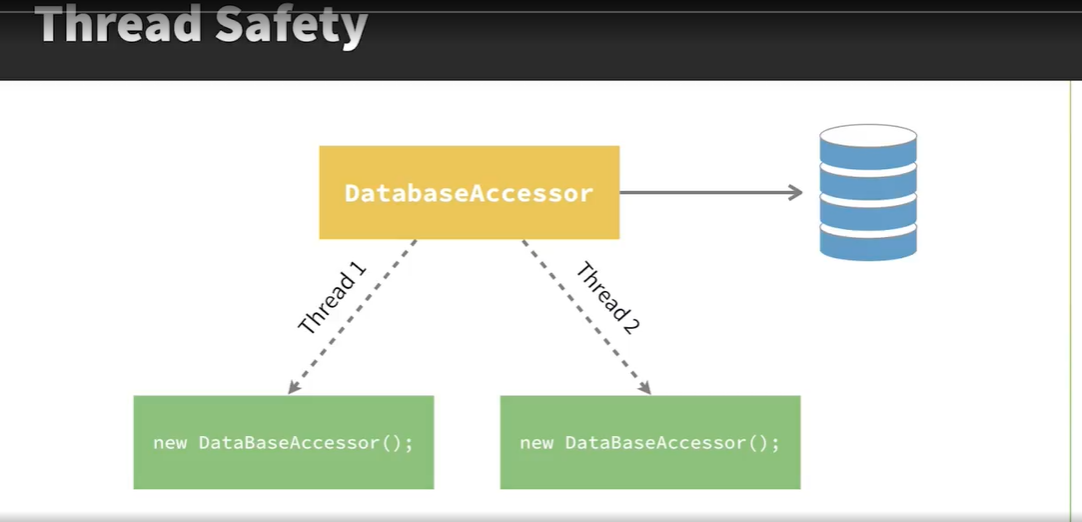 Thread Safety
DatabaseAccessor
Thread 1
Thread 2
new DataBaseAccessor();
new DataBaseAccessor();